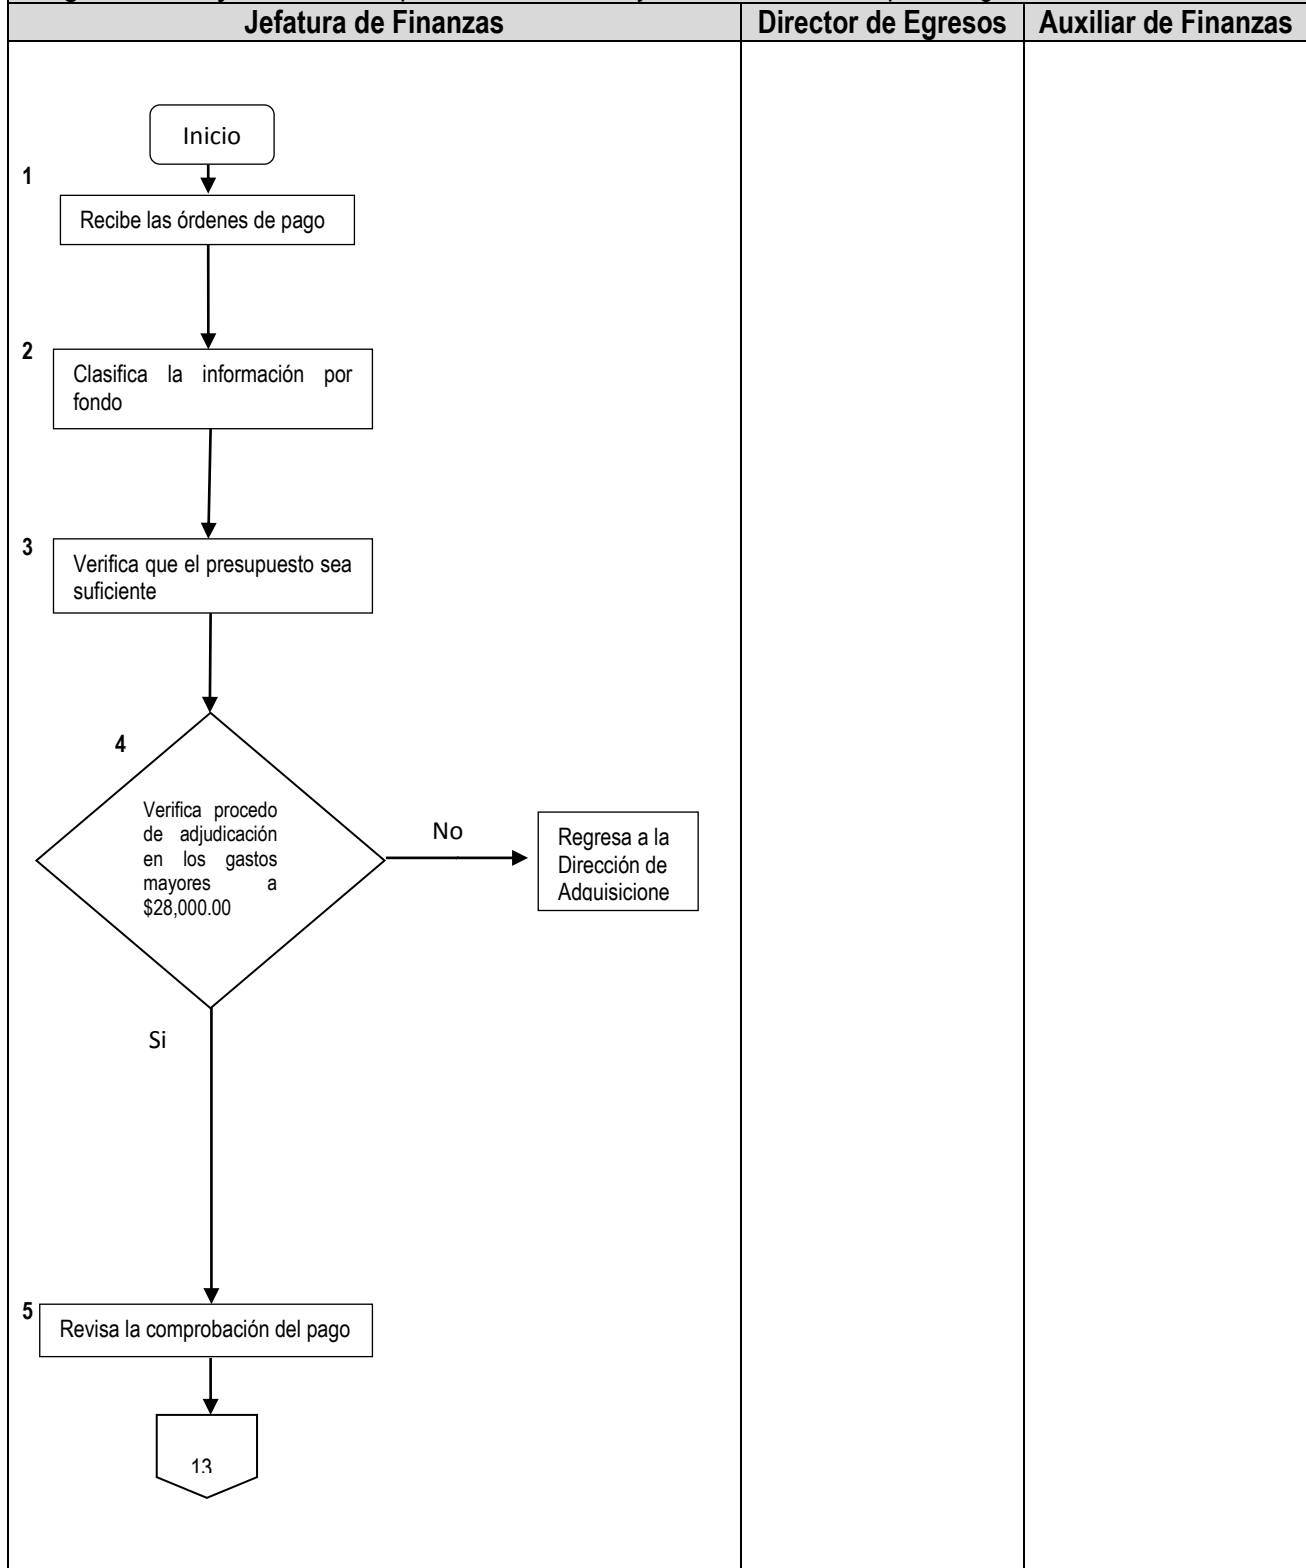 Jefatura de Finanzas
Director de Egresos
Auxiliar de Finanzas
Inicio
1
Recibe las órdenes de pago
2
Clasifica la información por
fondo
3
Verifica que el presupuesto sea
suficiente
4
Verifica procedo
de adjudicación
en los gastos
mayores a
$28,000.00
No
Regresa a la
Dirección de
Adquisicione
Si
5
Revisa la comprobación del pago
13